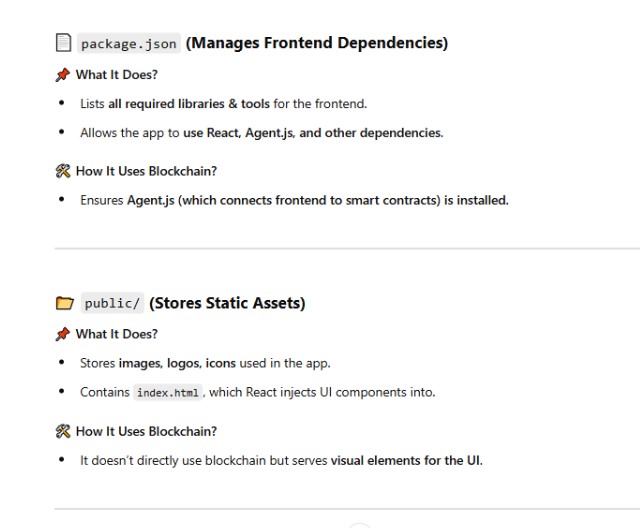 package.json (Manages Frontend Dependencies)
What It Does?
Lists all required libraries & tools for the frontend.
Allows the app to use React, Agent.js, and other dependencies.
How It Uses Blockchain?
Ensures Agent.js (which connects frontend to smart contracts) is installed.
public/ (Stores Static Assets)
What It Does?
Stores images, logos, icons used in the app.
Contains index.html, which React injects UI components into.
How It Uses Blockchain?
It doesn't directly use blockchain but serves visual elements for the UI.